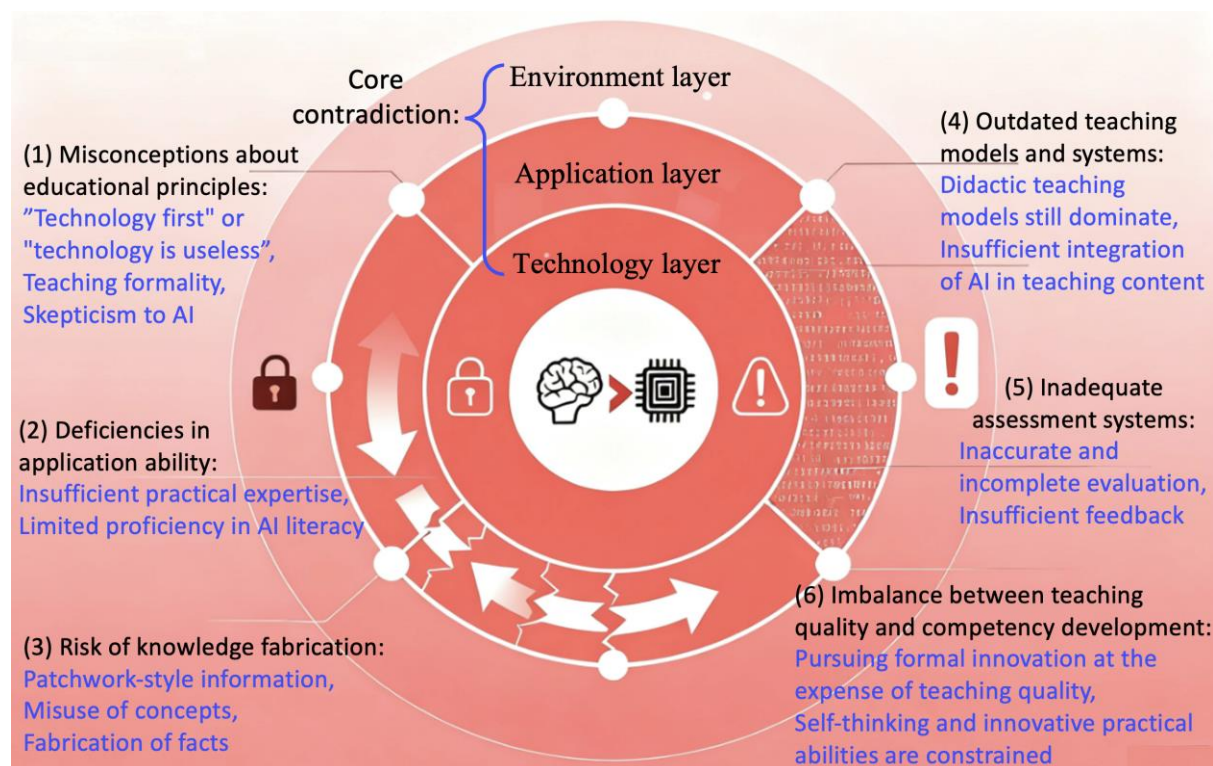 Core
contradiction:
Environment layer
Application layer
Technology layer
(1) Misconceptions about
educational principles:
”Technology first" or
"technology is useless”,
Teaching formality,
Skepticism to AI
(2) Deficiencies in
application ability:
Insufficient practical expertise,
Limited proficiency in AI literacy
(3) Risk of knowledge fabrication:
Patchwork-style information,
Misuse of concepts,
Fabrication of facts
(4) Outdated teaching
models and systems:
Didactic teaching
models still dominate,
Insufficient integration
of AI in teaching content
(5) Inadequate
assessment systems:
Inaccurate and
incomplete evaluation,
Insufficient feedback
(6) Imbalance between teaching
quality and competency development:
Pursuing formal innovation at the
expense of teaching quality,
Self-thinking and innovative practical
abilities are constrained